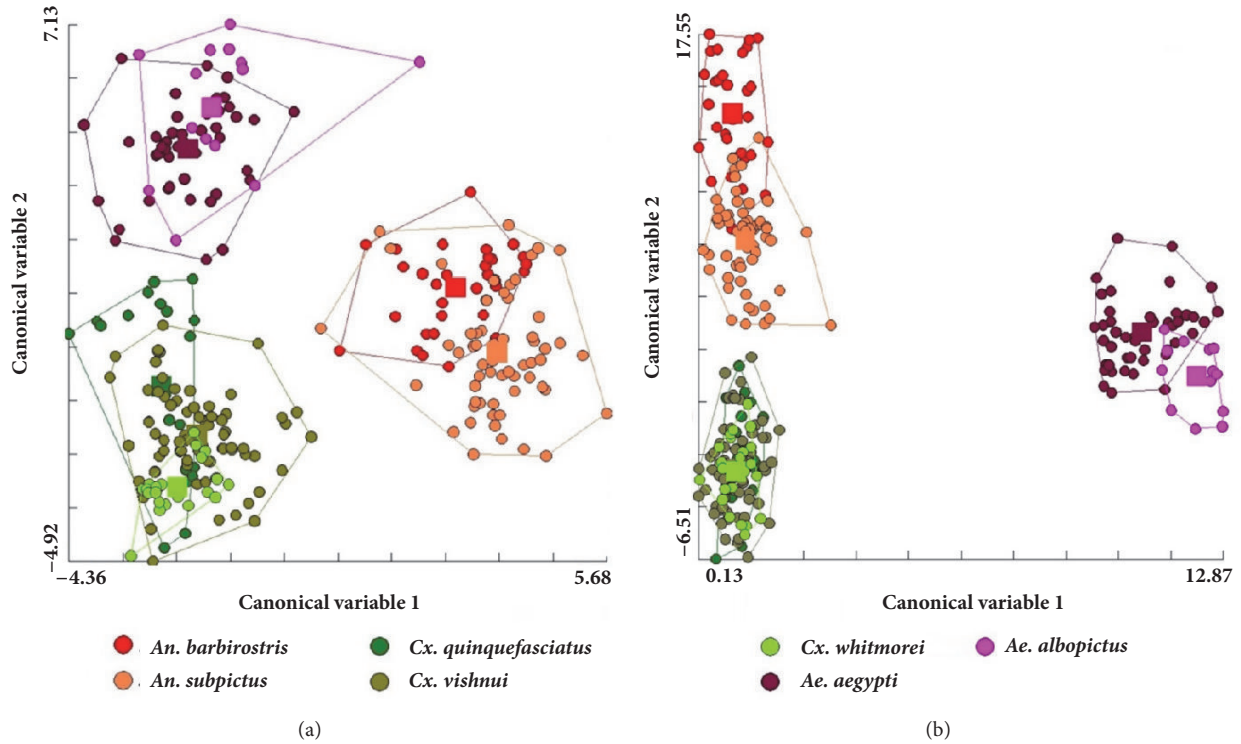 7.13
Canonical variable 2
−4.92
−4.36
5.68
Canonical variable 1
17.55
Canonical variable 2
−6.51
0.13
12.87
Canonical variable 1
An. barbirostris
Cx. quinquefasciatus
Cx. whitmorei
Ae. albopictus
An. subpictus
Cx. vishnui
Ae. aegypti
(a)
(b)